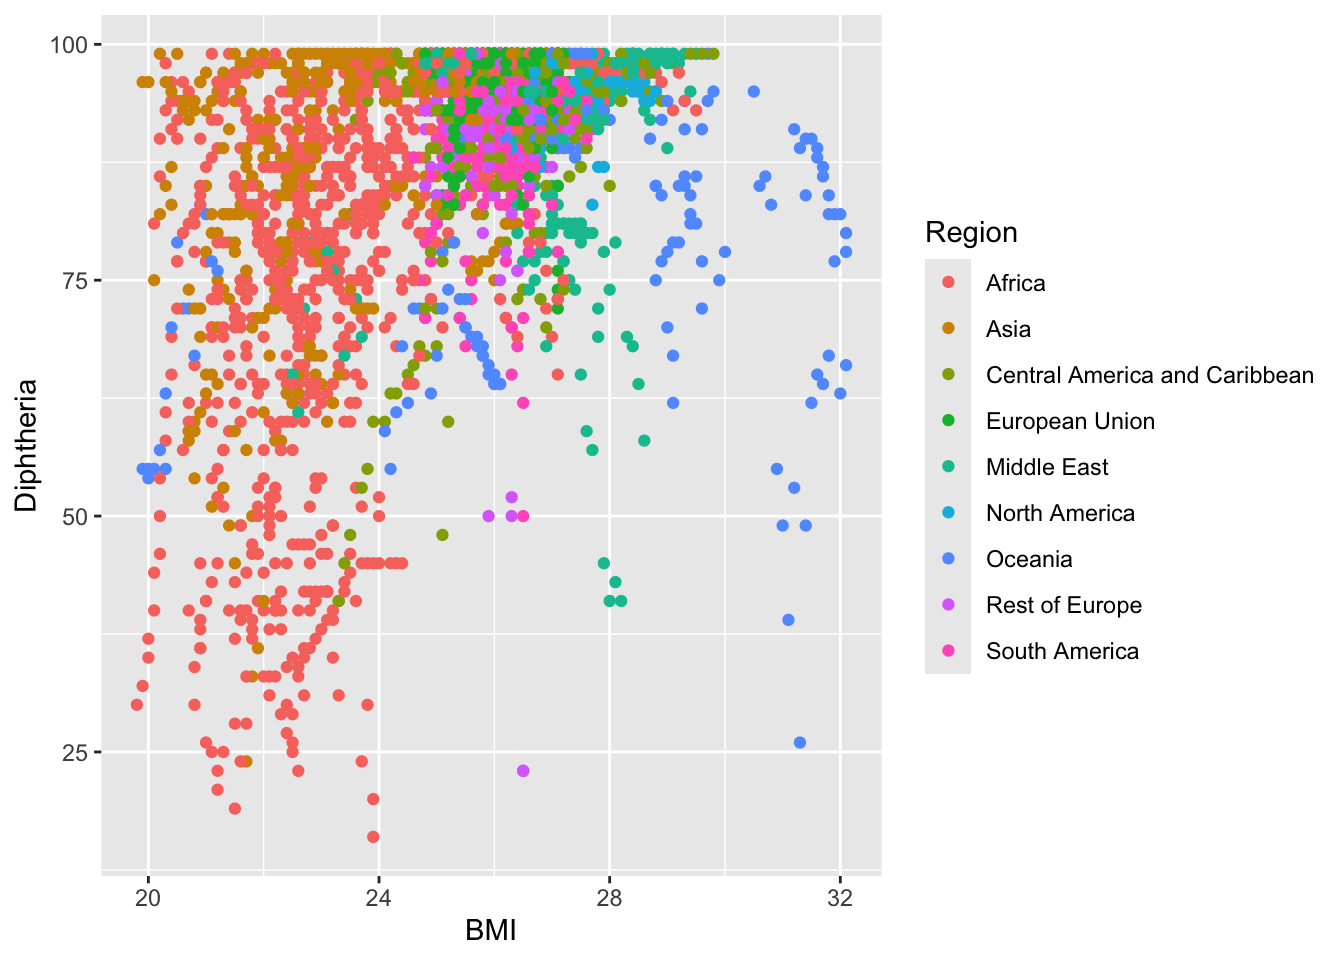 100
75
50
25
Diphtheria
20
24
28
32
BMI
Region
Africa
Asia
Central America and Caribbean
European Union
Middle East
North America
Oceania
Rest of Europe
South America